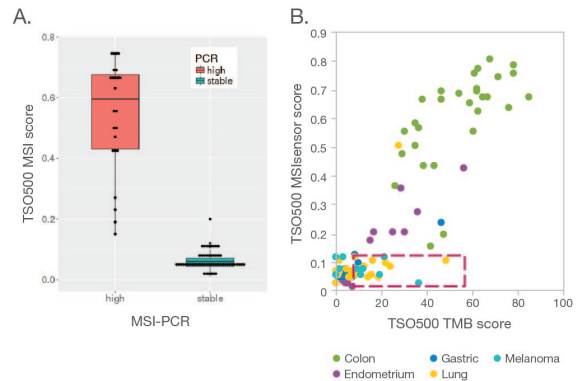 A.
TSO500 MSI score
0.8
0.6
0.4
0.2
0.0
PCR
high
stable
high stable
MSI-PCR
B.
TSO500 MSIsensor score
0.9
0.8
0.7
0.6
0.5
0.4
0.3
0.2
0.1
0
0 20 40 60 80 100
TSO500 TMB score
Colon Gastric Melanoma
Endometrium Lung